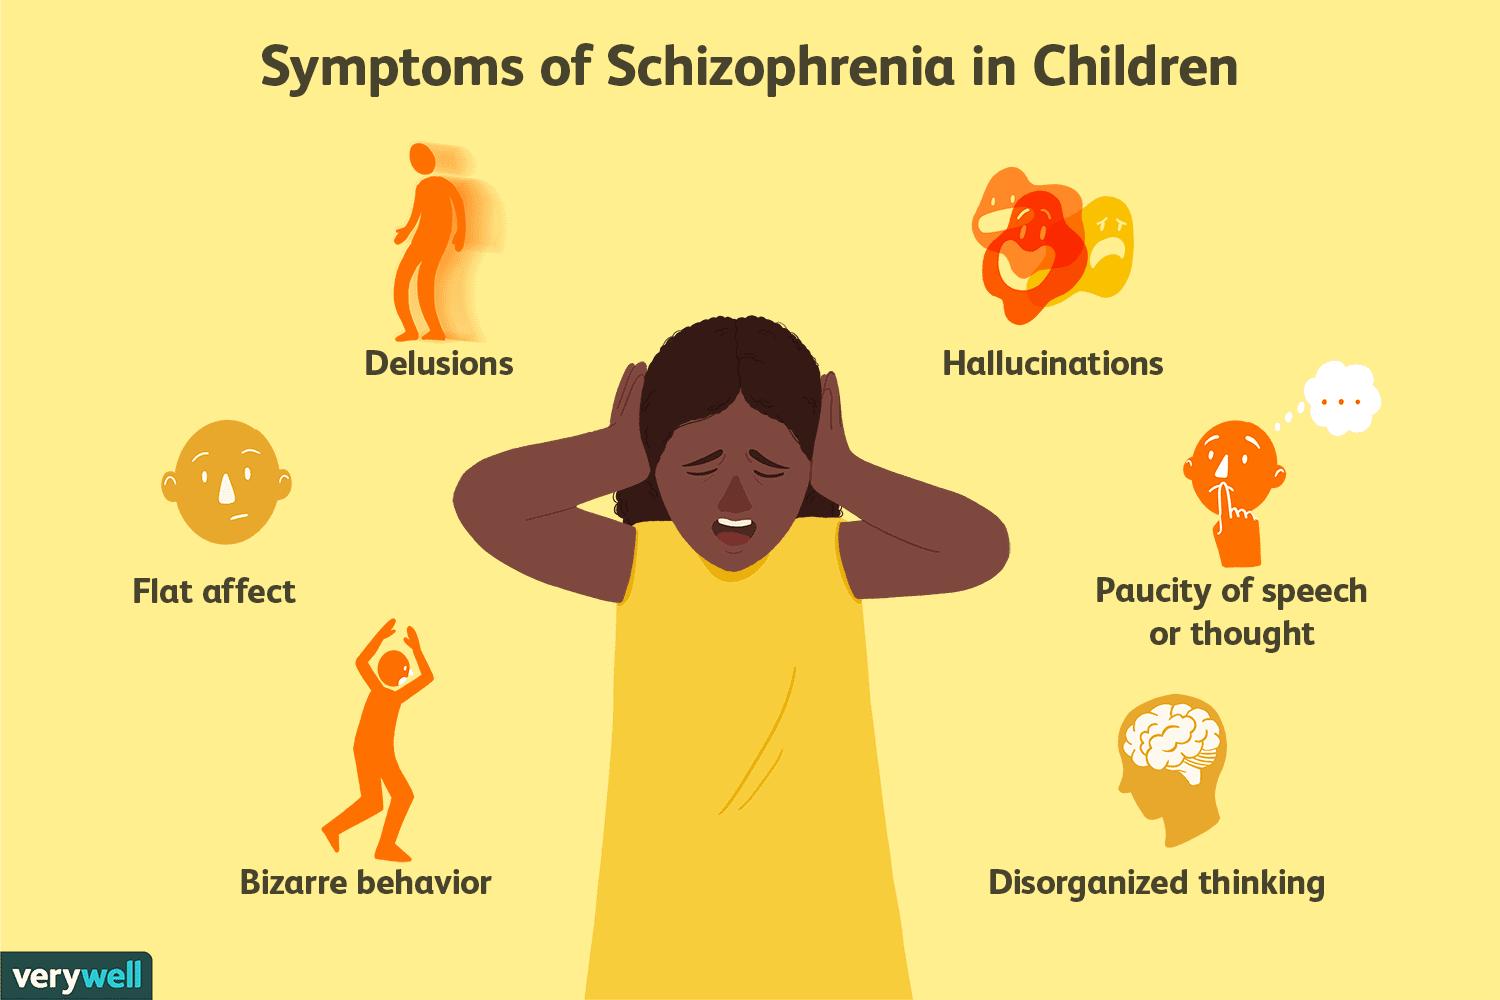 Symptoms of Schizophrenia in Children
Delusions
Hallucinations
Flat affect
Paucity of speech
or thought
Bizarre behavior
Disorganized thinking
verywell